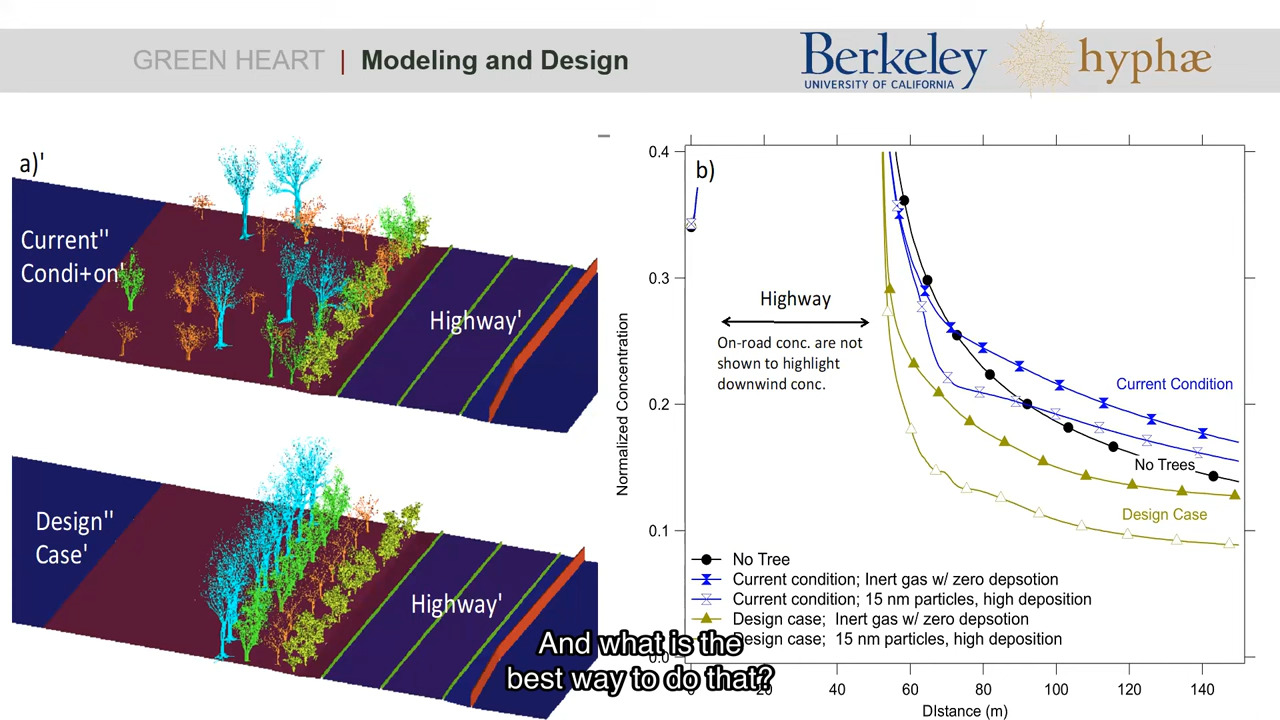 GREEN HEART | Modeling and Design
Berkeley
UNIVERSITY OF CALIFORNIA
hyphæ
a)'
Current''
Condi+on'
Highway'
Design''
Case'
Highway'
b)
0.4
0.3
0.2
0.1
0.0
Normalized Concentration
Highway
On-road conc. are not
shown to highlight
downwind conc.
Current Condition
No Trees
Design Case
No Tree
Current condition; Inert gas w/ zero depsotion
Current condition; 15 nm particles, high deposition
Design case; Inert gas w/ zero depsotion
Design case; 15 nm particles, high deposition
20 40 60 80 100 120 140
DIstance (m)
And what is the
best way to do that?